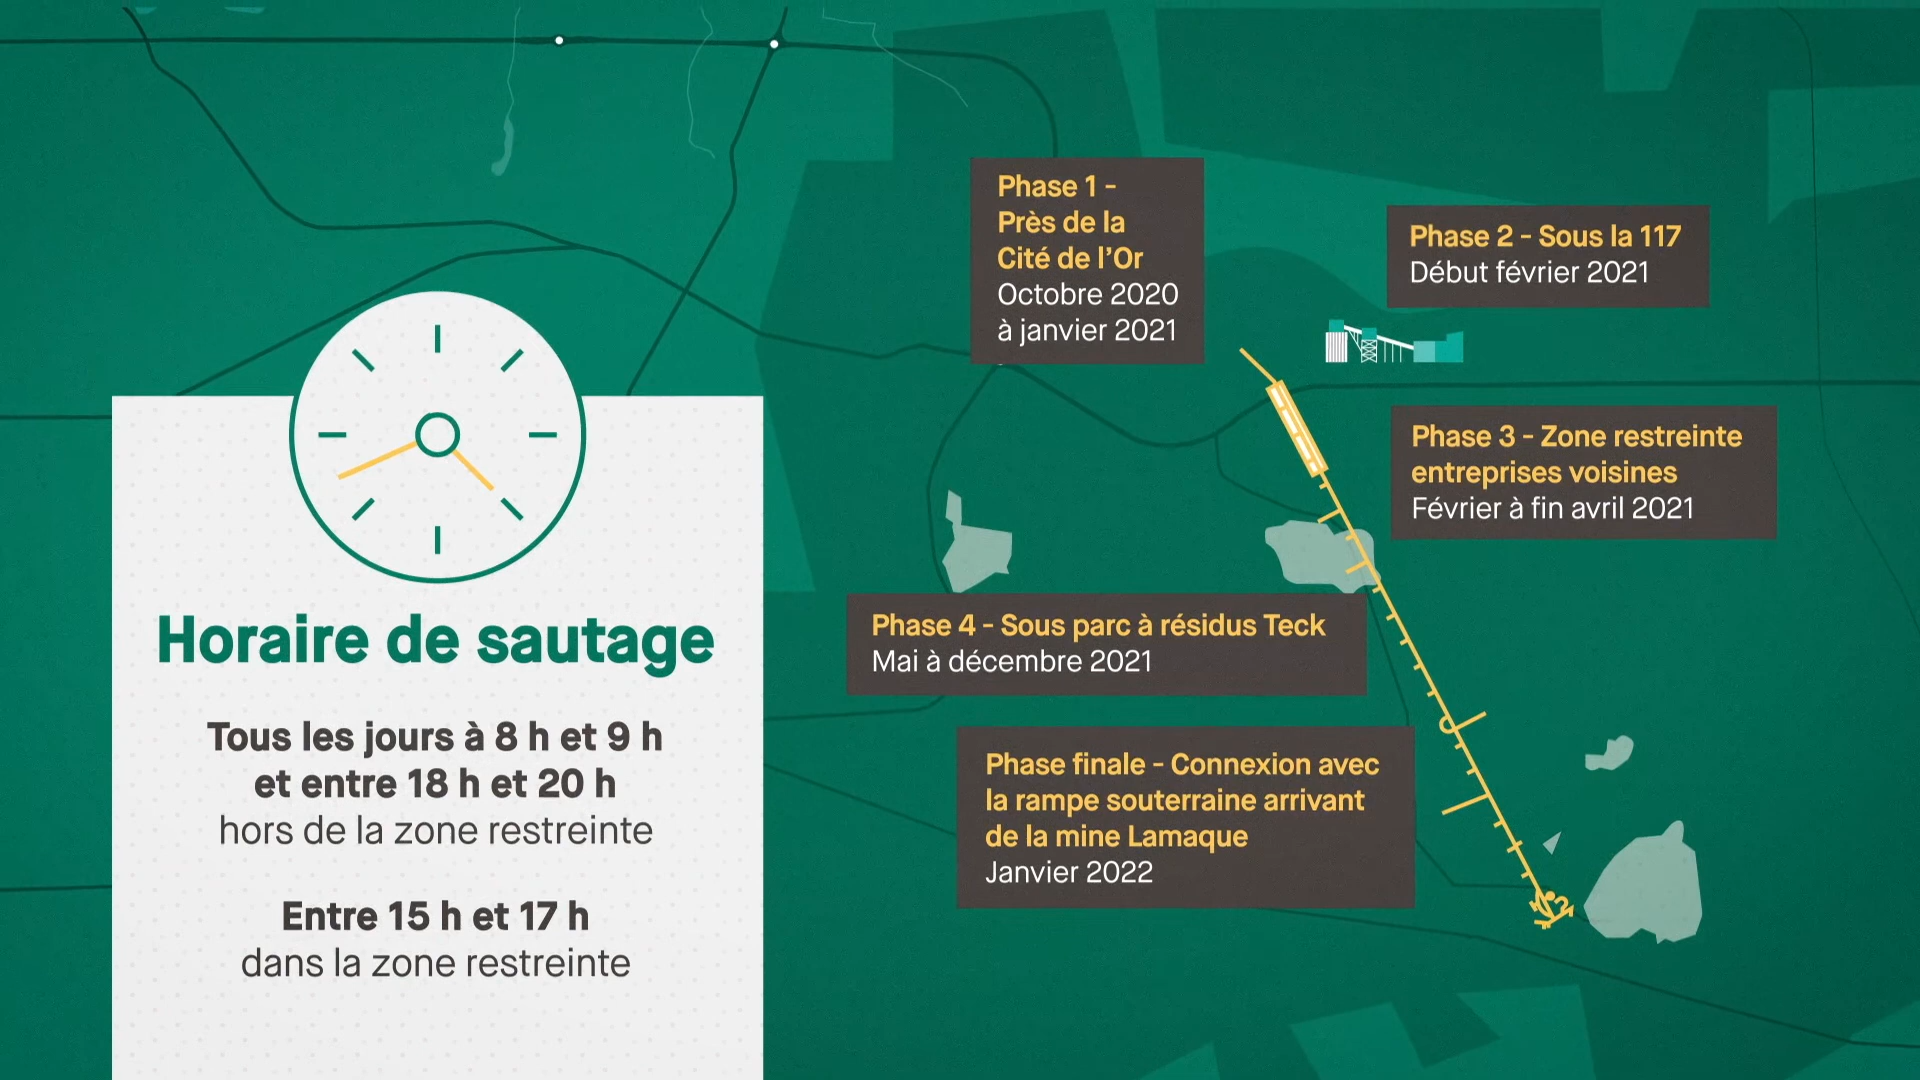 Horaire de sautage
Tous les jours à 8 h et 9 h
et entre 18 h et 20 h
hors de la zone restreinte
Entre 15 h et 17 h
dans la zone restreinte
Phase 1 -
Près de la
Cité de l'Or
Octobre 2020
à janvier 2021
Phase 2 - Sous la 117
Début février 2021
Phase 3 - Zone restreinte
entreprises voisines
Février à fin avril 2021
Phase 4 - Sous parc à résidus Teck
Mai à décembre 2021
Phase finale - Connexion avec
la rampe souterraine arrivant
de la mine Lamaque
Janvier 2022